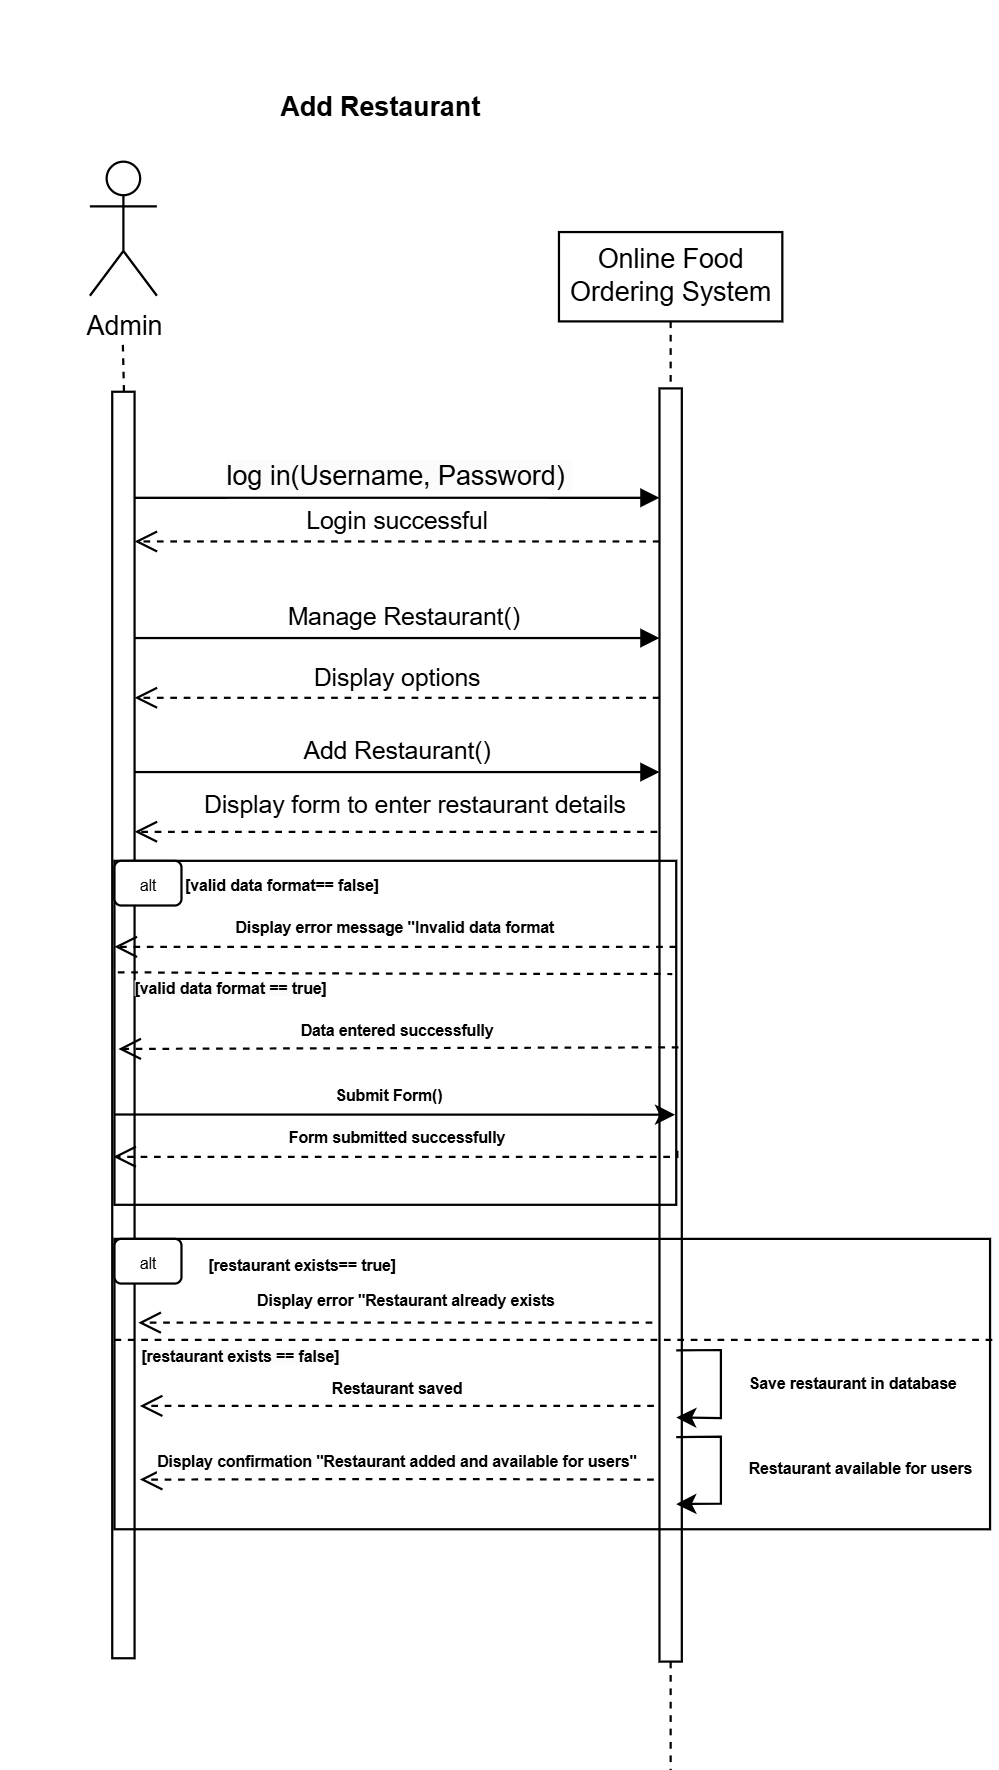 Add Restaurant
Online Food
Ordering System
Admin
log in(Username, Password)
Login successful
Manage Restaurant()
Display options
Add Restaurant()
Display form to enter restaurant details
alt
[valid data format== false]
Display error message "Invalid data format
[valid data format == true]
Data entered successfully
Submit Form()
Form submitted successfully
alt
[restaurant exists== true]
Display error "Restaurant already exists
[restaurant exists == false]
Save restaurant in database
Restaurant saved
Display confirmation "Restaurant added and available for users"
Restaurant available for users